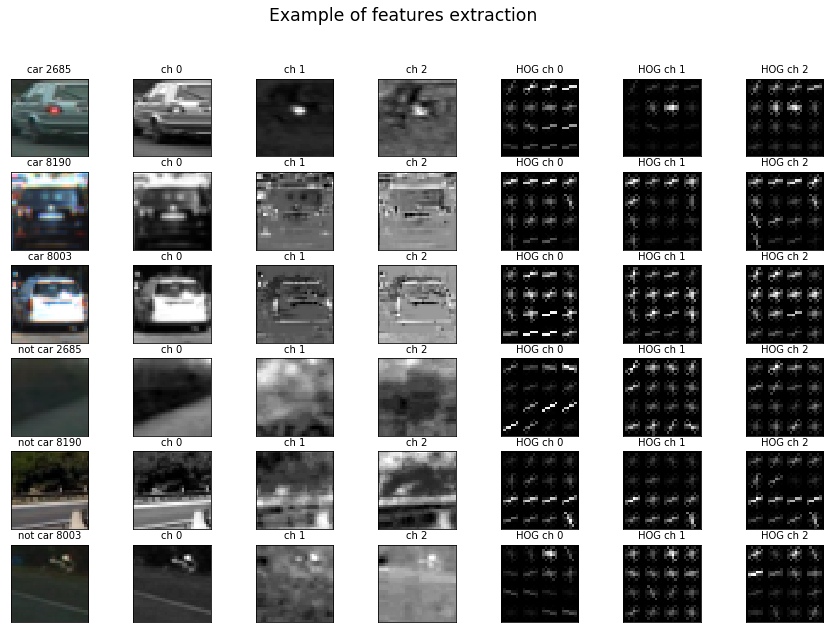 Example of features extraction
car 2685 ch 0 ch 1 ch 2 HOG ch 0 HOG ch 1 HOG ch 2
car 8190 ch 0 ch 1 ch 2 HOG ch 0 HOG ch 1 HOG ch 2
car 8003 ch 0 ch 1 ch 2 HOG ch 0 HOG ch 1 HOG ch 2
not car 2685 ch 0 ch 1 ch 2 HOG ch 0 HOG ch 1 HOG ch 2
not car 8190 ch 0 ch 1 ch 2 HOG ch 0 HOG ch 1 HOG ch 2
not car 8003 ch 0 ch 1 ch 2 HOG ch 0 HOG ch 1 HOG ch 2